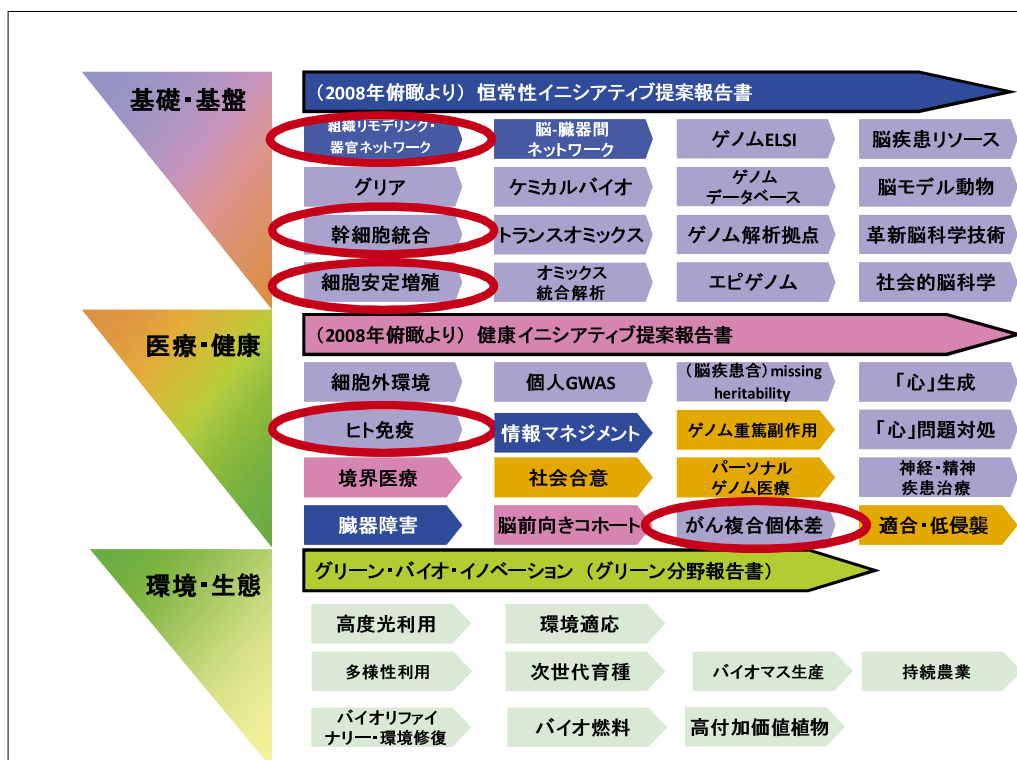 基礎・基盤
(2008年俯瞰より) 恒常性イニシアティブ提案報告書
組織リモデリング・
器官ネットワーク
脳-臓器間
ネットワーク
ゲノムELSI
脳疾患リソース
グリア
ケミカルバイオ
ゲノム
データベース
脳モデル動物
幹細胞統合
トランスオミックス
ゲノム解析拠点
革新脳科学技術
細胞安定増殖
オミックス
統合解析
エピゲノム
社会的脳科学
医療・健康
(2008年俯瞰より) 健康イニシアティブ提案報告書
細胞外環境
個人GWAS
(脳疾患含)missing
heritability
「心」生成
ヒト免疫
情報マネジメント
ゲノム重篤副作用
「心」問題対処
境界医療
社会合意
パーソナル
ゲノム医療
神経・精神
疾患治療
臓器障害
脳前向きコホート
がん複合個体差
適合・低侵襲
環境・生態
グリーン・バイオ・イノベーション (グリーン分野報告書)
高度光利用
環境適応
多様性利用
次世代育種
バイオマス生産
持続農業
バイオリファイ
ナリー・環境修復
バイオ燃料
高付加価値植物